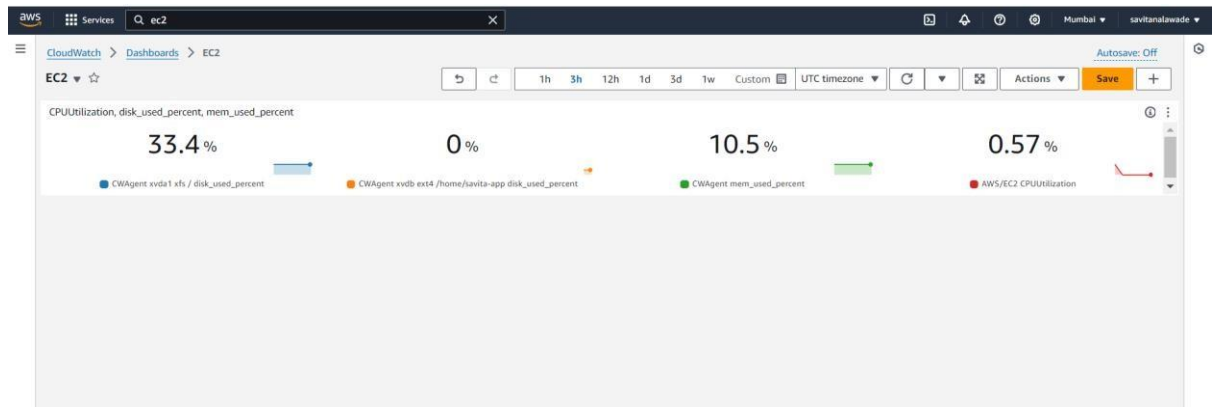 aws Services ec2 Mumbai savitanalawade
CloudWatch > Dashboards > EC2 Autosave: Off
EC2 1h 3h 12h 1d 3d 1w Custom UTC timezone Actions Save +
CPUUtilization, disk_used_percent, mem_used_percent
33.4 % 0 % 10.5 % 0.57 %
CWAgent xvda1 xfs / disk_used_percent CWAgent xvdb ext4 /home/savita-app disk_used_percent CWAgent mem_used_percent AWS/EC2 CPUUtilization